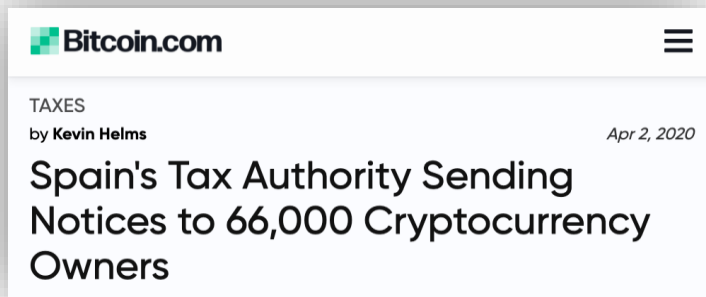 Bitcoin.com
TAXES
by Kevin Helms
Apr 2, 2020
Spain's Tax Authority Sending
Notices to 66,000 Cryptocurrency
Owners